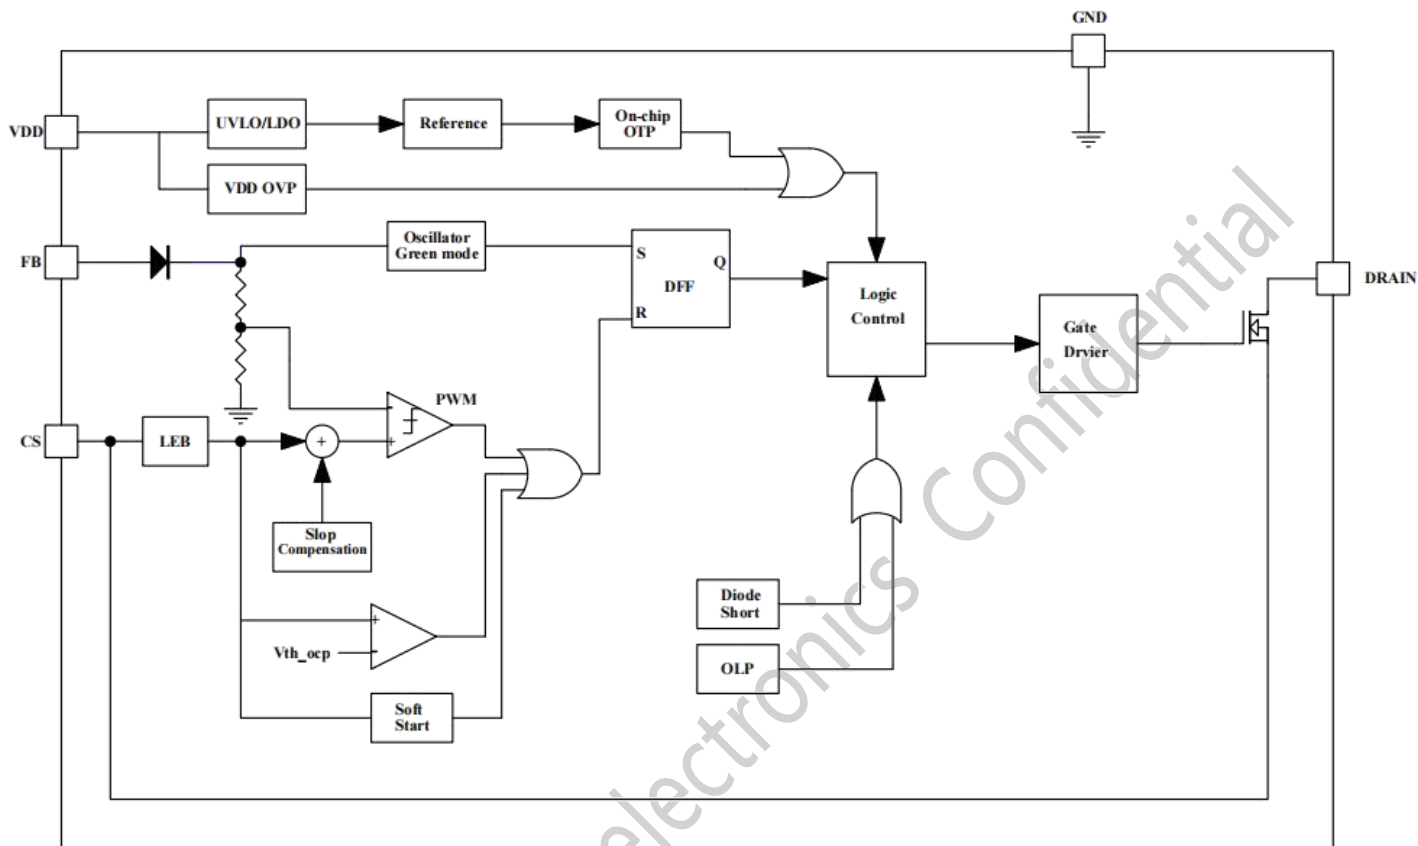 GND
VDD
UVLO/LDO
Reference
On-chip
OTP
VDD OVP
FB
Oscillator
Green mode
S
Q
DFF
R
Logic
Control
DRAIN
Gate
Drvier
PWM
-
+
CS
LEB
+
Slop
Compensation
Diode
Short
Vth_ocp
+
-
OLP
Soft
Start
electronics Confidential